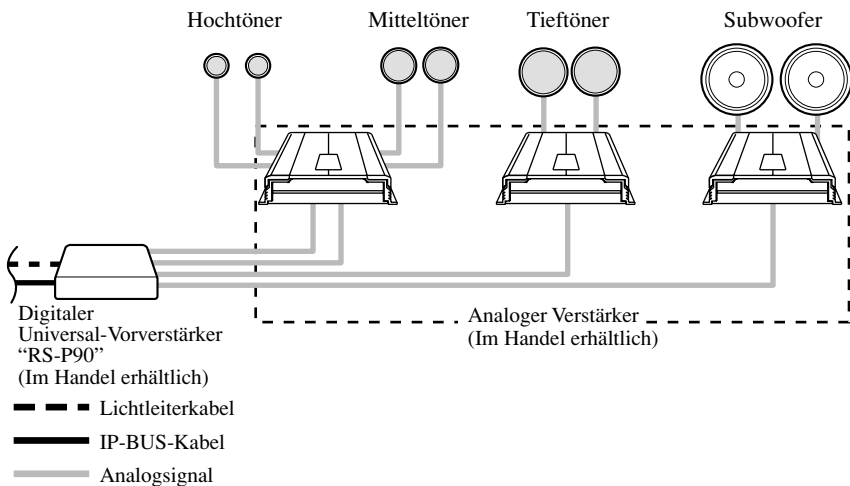 Hochtöner Mitteltöner Tieftöner Subwoofer
Analoger Verstärker
(Im Handel erhältlich)
Digitaler
Universal-Vorverstärker
“RS-P90”
(Im Handel erhältlich)
Lichtleiterkabel
IP-BUS-Kabel
Analogsignal